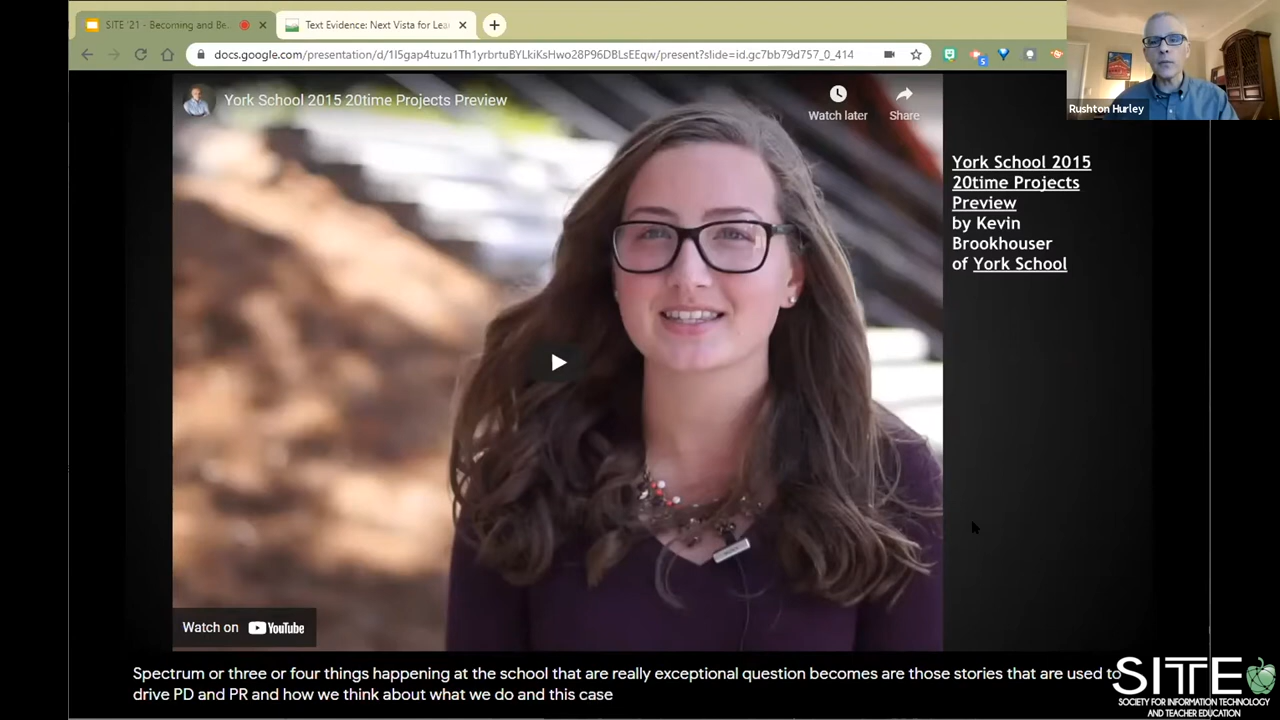 SITE '21 - Becoming and Be
Text Evidence: Next Vista for Lea
docs.google.com/presentation/d/1I5gap4tuzu1Th1yrbrtuBYLkiKsHwo28P96DBLsEEqw/present?slide=id.gc7bb79d757_0_414
5
Rushton Hurley
York School 2015 20time Projects Preview
Watch later
Share
York School 2015
20time Projects
Preview
by Kevin
Brookhouser
of York School
Watch on YouTube
Spectrum or three or four things happening at the school that are really exceptional question becomes are those stories that are used to
drive PD and PR and how we think about what we do and this case
SITE
SOCIETY FOR INFORMATION TECHNOLOGY
AND TEACHER EDUCATION